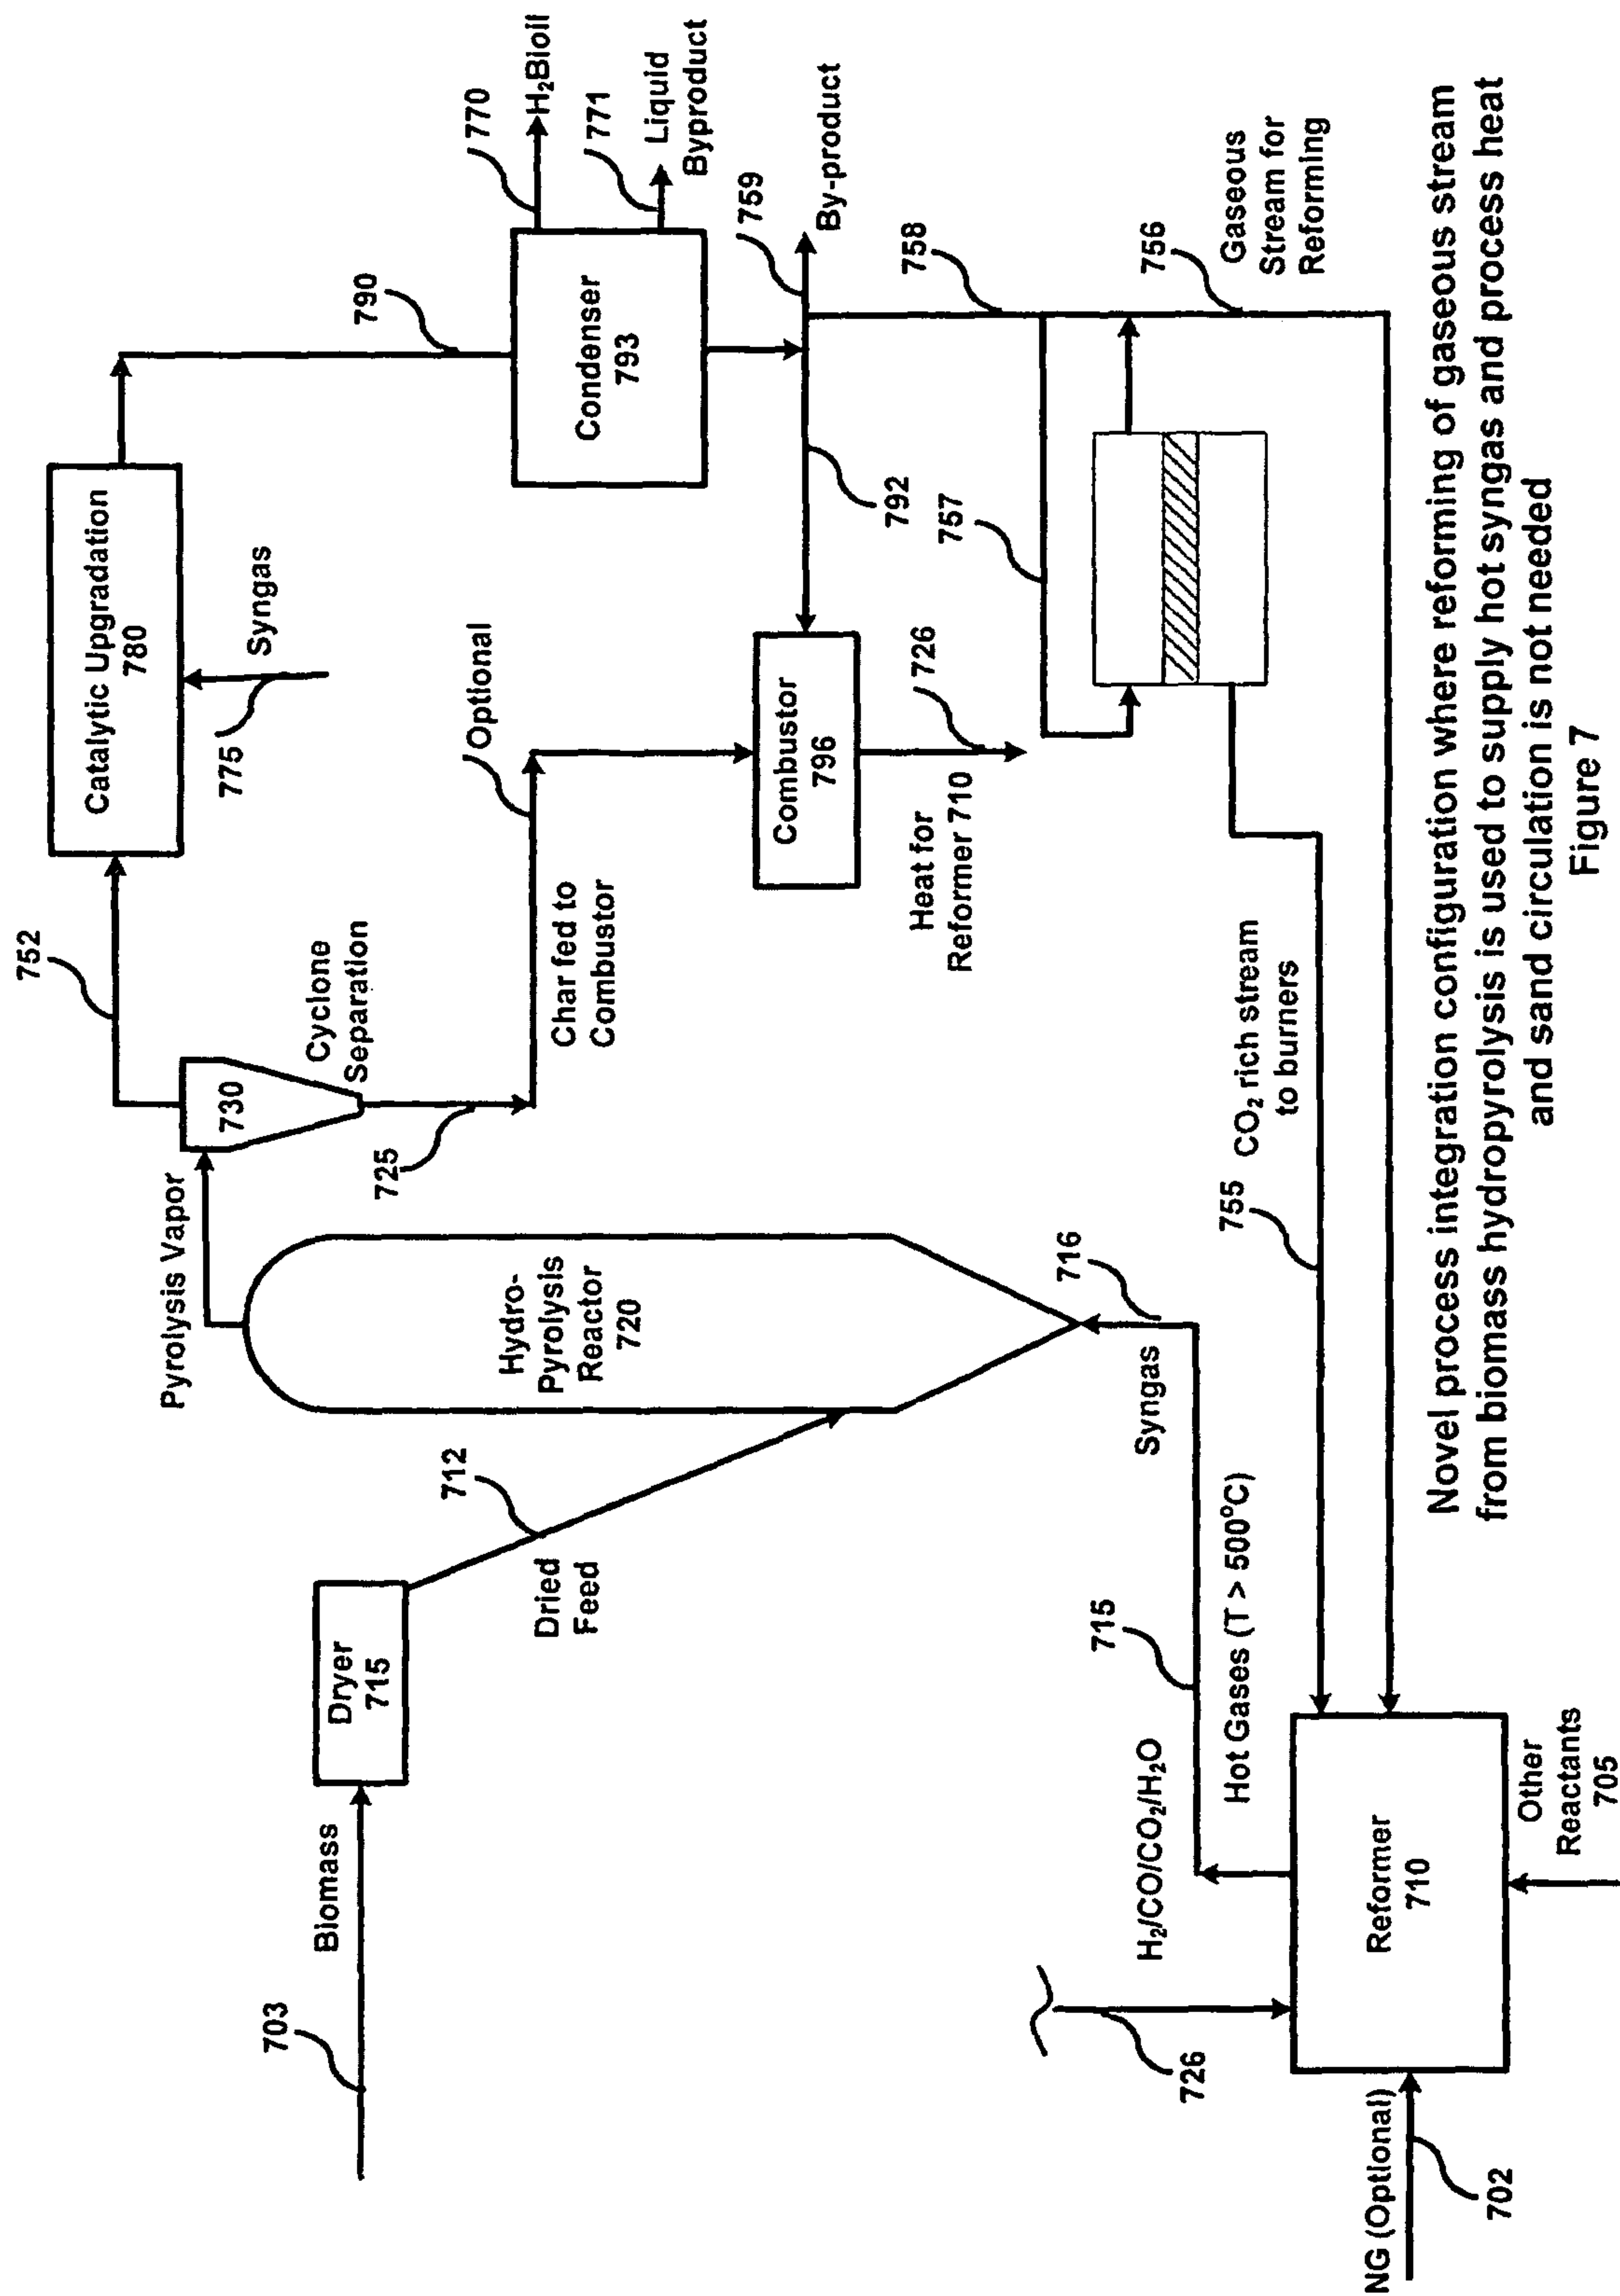 703
Biomass
Dryer
715
712
Dried
Feed
Pyrolysis Vapor
Hydro-
Pyrolysis
Reactor
720
730
Cyclone
Separation
725
752
Catalytic Upgradation
780
Syngas
775
Optional
Char fed to
Combustor
790
Condenser
793
770
H₂Bioil
771
Liquid
Byproduct
759
By-product
792
Combustor
796
726
Heat for
Reformer 710
758
757
756
Gaseous
Stream for
Reforming
CO₂ rich stream
to burners
755
716
Syngas
715
H₂/CO/CO₂/H₂O
Hot Gases (T > 500°C)
726
Reformer
710
NG (Optional)
702
Other
Reactants
705
Novel process integration configuration where reforming of gaseous stream
from biomass hydropyrolysis is used to supply hot syngas and process heat
and sand circulation is not needed
Figure 7